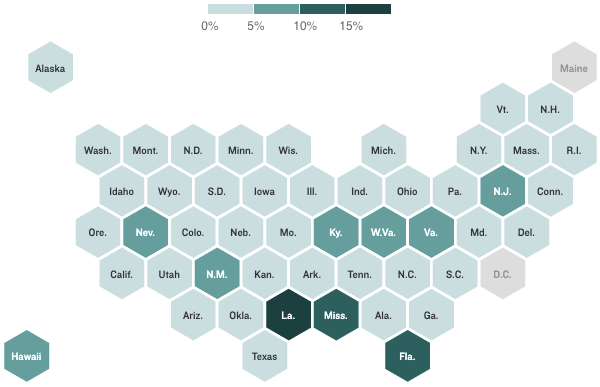 0% 5% 10% 15%
Alaska Maine
Vt. N.H.
Wash. Mont. N.D. Minn. Wis. Mich. N.Y. Mass. R.I.
Idaho Wyo. S.D. Iowa Ill. Ind. Ohio Pa. N.J. Conn.
Ore. Nev. Colo. Neb. Mo. Ky. W.Va. Va. Md. Del.
Calif. Utah N.M. Kan. Ark. Tenn. N.C. S.C. D.C.
Ariz. Okla. La. Miss. Ala. Ga.
Hawaii Texas Fla.